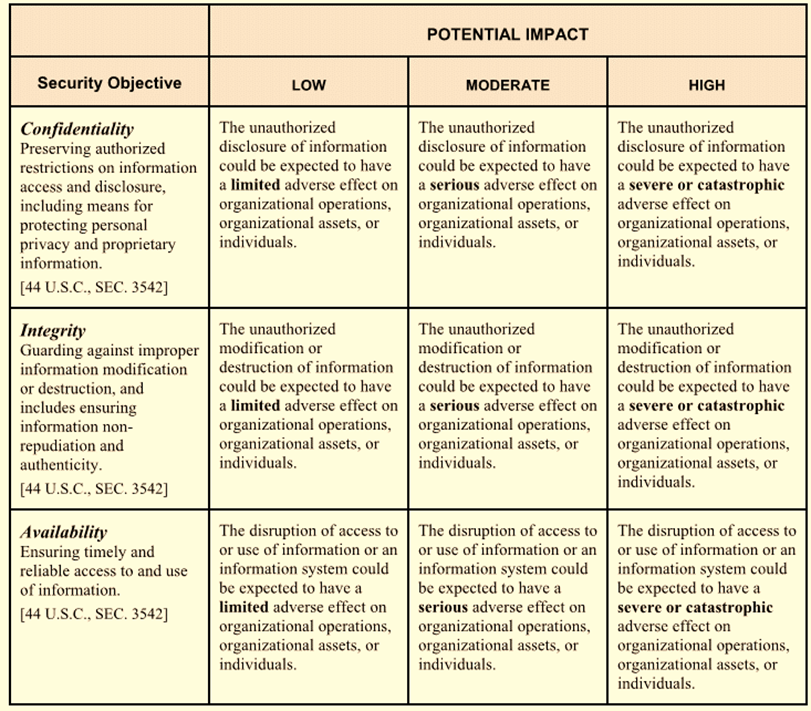 POTENTIAL IMPACT
Security Objective
LOW
MODERATE
HIGH
Confidentiality
Preserving authorized
restrictions on information
access and disclosure,
including means for
protecting personal
privacy and proprietary
information.
[44 U.S.C., SEC. 3542]
The unauthorized
disclosure of information
could be expected to have
a limited adverse effect on
organizational operations,
organizational assets, or
individuals.
The unauthorized
disclosure of information
could be expected to have
a serious adverse effect on
organizational operations,
organizational assets, or
individuals.
The unauthorized
disclosure of information
could be expected to have
a severe or catastrophic
adverse effect on
organizational operations,
organizational assets, or
individuals.
Integrity
Guarding against improper
information modification
or destruction, and
includes ensuring
information non-
repudiation and
authenticity.
[44 U.S.C., SEC. 3542]
The unauthorized
modification or
destruction of information
could be expected to have
a limited adverse effect on
organizational operations,
organizational assets, or
individuals.
The unauthorized
modification or
destruction of information
could be expected to have
a serious adverse effect on
organizational operations,
organizational assets, or
individuals.
The unauthorized
modification or
destruction of information
could be expected to have
a severe or catastrophic
adverse effect on
organizational operations,
organizational assets, or
individuals.
Availability
Ensuring timely and
reliable access to and use
of information.
[44 U.S.C., SEC. 3542]
The disruption of access to
or use of information or an
information system could
be expected to have a
limited adverse effect on
organizational operations,
organizational assets, or
individuals.
The disruption of access to
or use of information or an
information system could
be expected to have a
serious adverse effect on
organizational operations,
organizational assets, or
individuals.
The disruption of access to
or use of information or an
information system could
be expected to have a
severe or catastrophic
adverse effect on
organizational operations,
organizational assets, or
individuals.